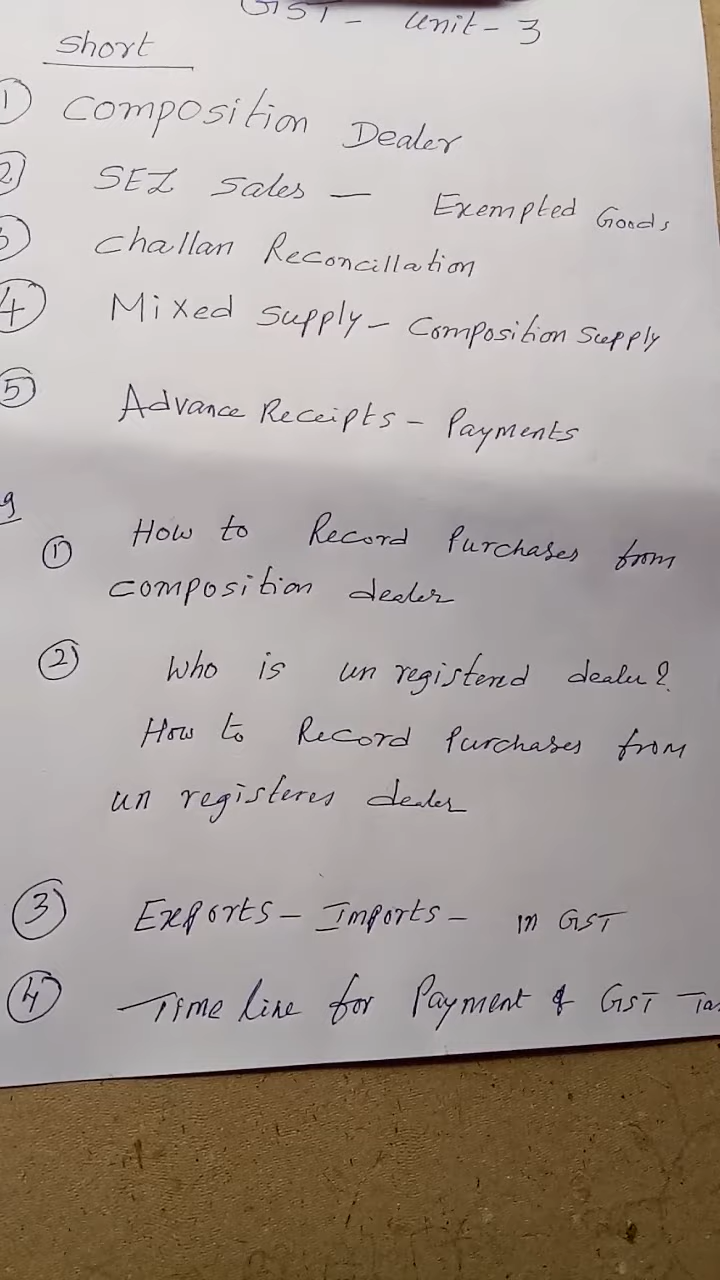 GST - Unit - 3
Short
① Composition Dealer
2) SEZ Sales - Exempted Goods
Challan Reconcillation
4 Mixed Supply - Composition Supply
⑤ Advance Receipts - Payments
① How to Record Purchases from
composition dealer
② Who is un registered dealer?
How to Record Purchases from
un registeres dealer
③ Exports - Imports - in GST
④ Time line for Payment of GST